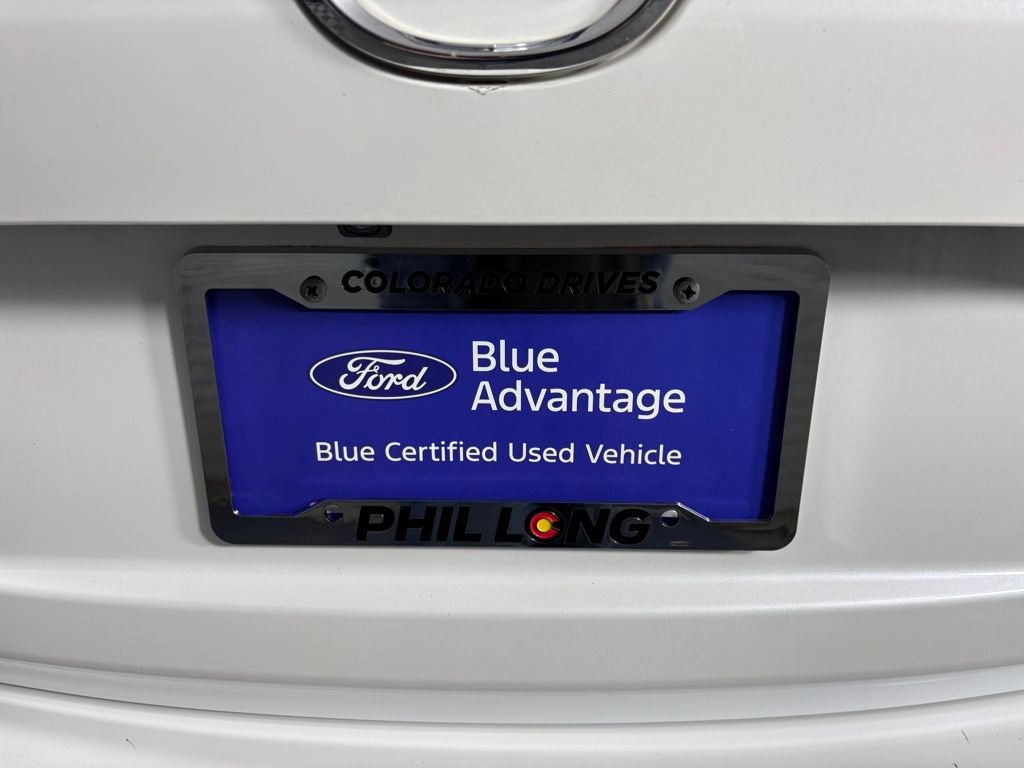 COLORADO DRIVES
Ford
Blue
Advantage
Blue Certified Used Vehicle
PHIL LONG